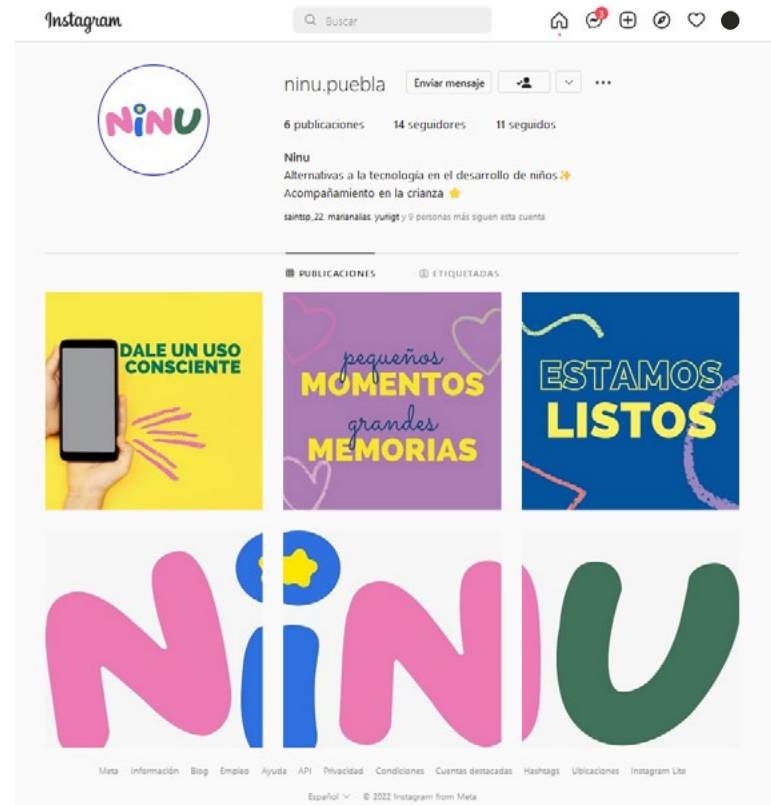 Instagram
Buscar
3
NiNU
ninu.puebla Enviar mensaje
6 publicaciones 14 seguidores 11 seguidos
Ninu
Alternativas a la tecnología en el desarrollo de niños✨
Acompañamiento en la crianza ⭐
saintsp_22, marianalias, yuriigt y 9 personas más siguen esta cuenta
PUBLICACIONES ETIQUETADAS
DALE UN USO
CONSCIENTE
pequeños
MOMENTOS
grandes
MEMORIAS
ESTAMOS
LISTOS
NiNU
Meta Información Blog Empleo Ayuda API Privacidad Condiciones Cuentas destacadas Hashtags Ubicaciones Instagram Lite
Español © 2022 Instagram from Meta